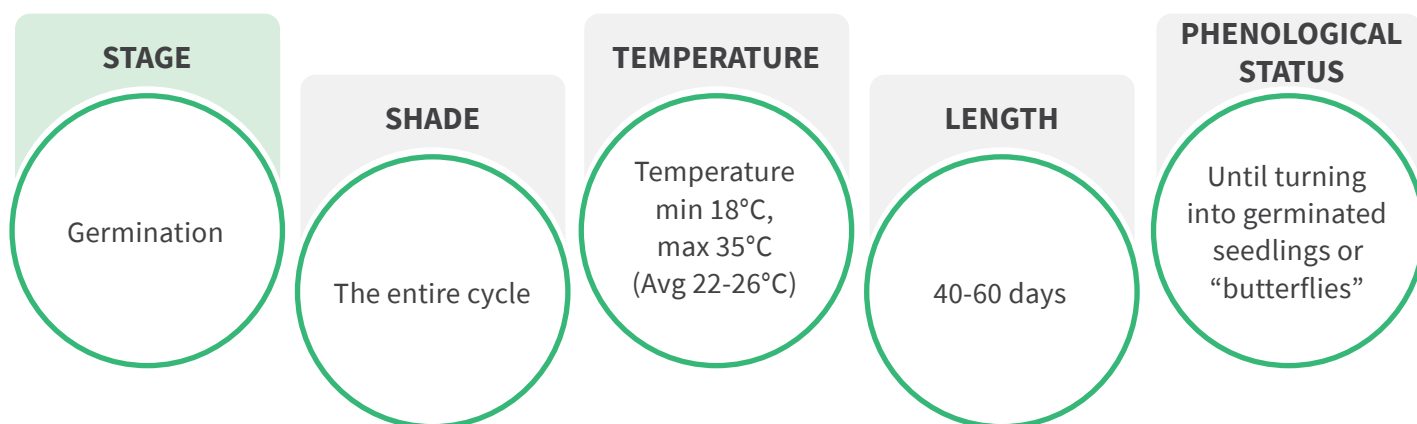 STAGE
Germination
SHADE
The entire cycle
TEMPERATURE
Temperature
min 18°C,
max 35°C
(Avg 22-26°C)
LENGTH
40-60 days
PHENOLOGICAL
STATUS
Until turning
into germinated
seedlings or
“butterflies”